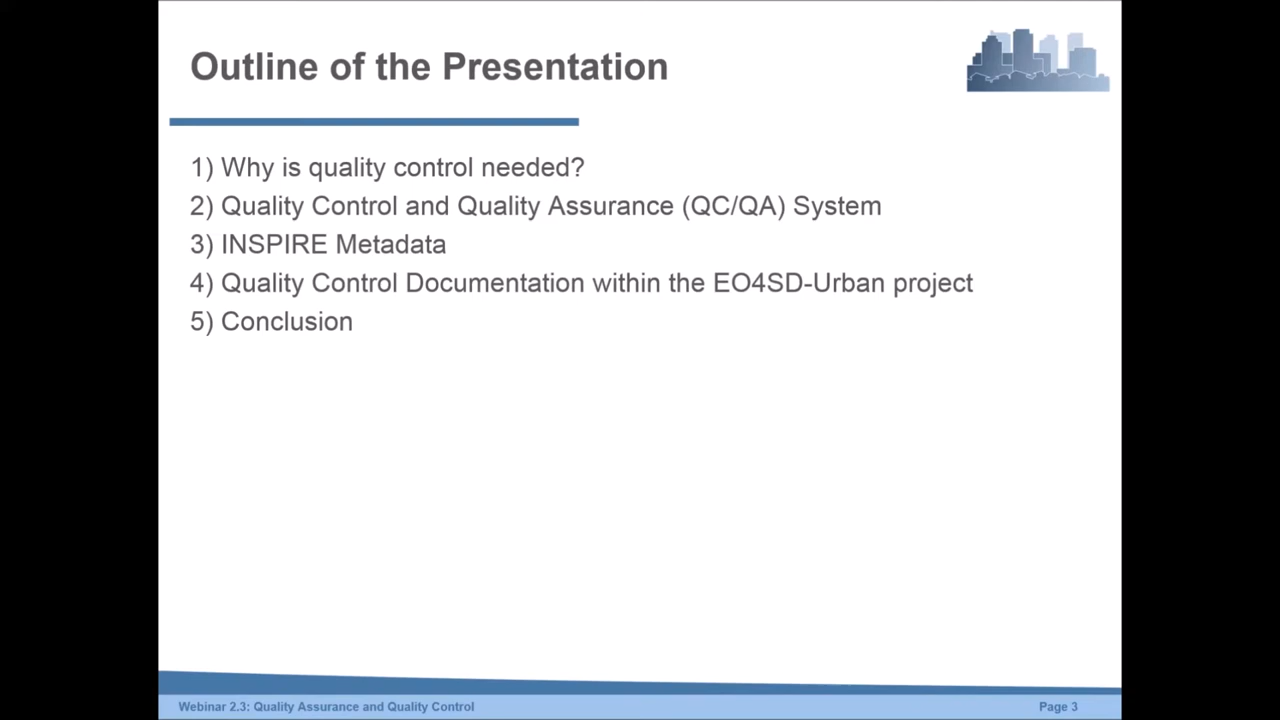 Outline of the Presentation
1) Why is quality control needed?
2) Quality Control and Quality Assurance (QC/QA) System
3) INSPIRE Metadata
4) Quality Control Documentation within the EO4SD-Urban project
5) Conclusion
Webinar 2.3: Quality Assurance and Quality Control
Page 3